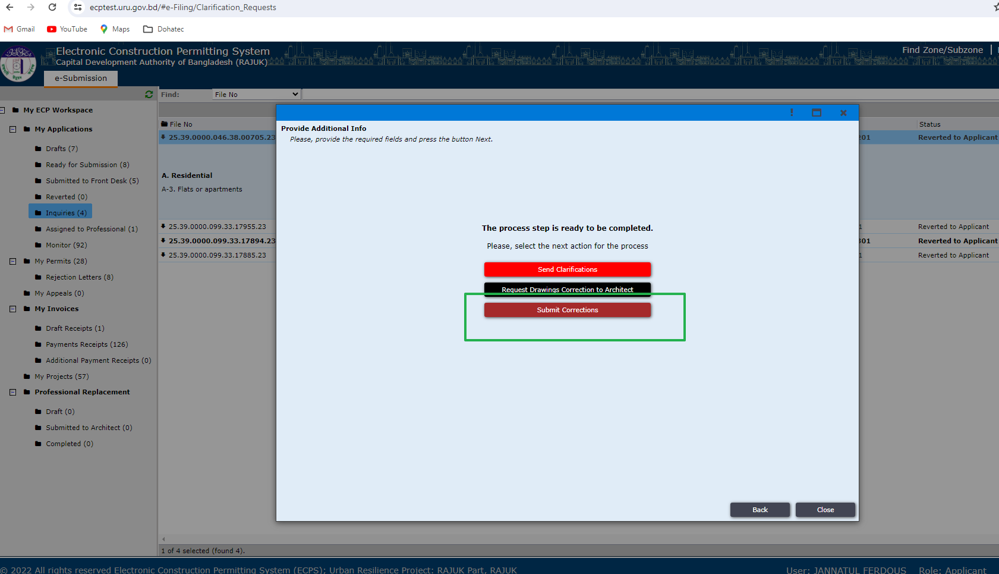 ecptest.uru.gov.bd/#e-Filing/Clarification_Requests
Gmail YouTube Maps Dohatec
Electronic Construction Permitting System
Capital Development Authority of Bangladesh (RAJUK)
Find Zone/Subzone
e-Submission
Find: File No
My ECP Workspace
My Applications
Drafts (7)
Ready for Submission (8)
Submitted to Front Desk (5)
Reverted (0)
Inquiries (4)
Assigned to Professional (1)
Monitor (92)
My Permits (28)
Rejection Letters (8)
My Appeals (0)
My Invoices
Draft Receipts (1)
Payments Receipts (126)
Additional Payment Receipts (0)
My Projects (57)
Professional Replacement
Draft (0)
Submitted to Architect (0)
Completed (0)
File No
Status
25.39.0000.046.38.00705.23
201 Reverted to Applicant
A. Residential
A-3. Flats or apartments
25.39.0000.099.33.17955.23
1 Reverted to Applicant
25.39.0000.099.33.17894.23
301 Reverted to Applicant
25.39.0000.099.33.17885.23
1 Reverted to Applicant
Provide Additional Info
Please, provide the required fields and press the button Next.
The process step is ready to be completed.
Please, select the next action for the process
Send Clarifications
Request Drawings Correction to Architect
Submit Corrections
Back Close
1 of 4 selected (found 4).
© 2022 All rights reserved Electronic Construction Permitting System (ECPS); Urban Resilience Project: RAJUK Part, RAJUK
User: JANNATUL FERDOUS Role: Applicant